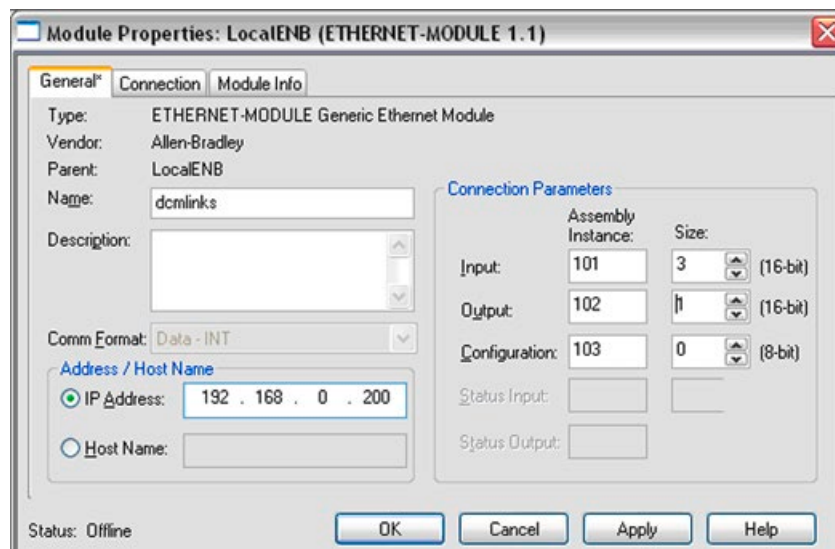 Module Properties: LocalENB (ETHERNET-MODULE 1.1)
General* Connection Module Info
Type: ETHERNET-MODULE Generic Ethernet Module
Vendor: Allen-Bradley
Parent: LocalENB
Name: dcmlinks
Description:
Comm Format: Data - INT
Address / Host Name
IP Address: 192 . 168 . 0 . 200
Host Name:
Connection Parameters
Assembly
Instance: Size:
Input: 101 3 (16-bit)
Output: 102 1 (16-bit)
Configuration: 103 0 (8-bit)
Status Input:
Status Output:
Status: Offline OK Cancel Apply Help